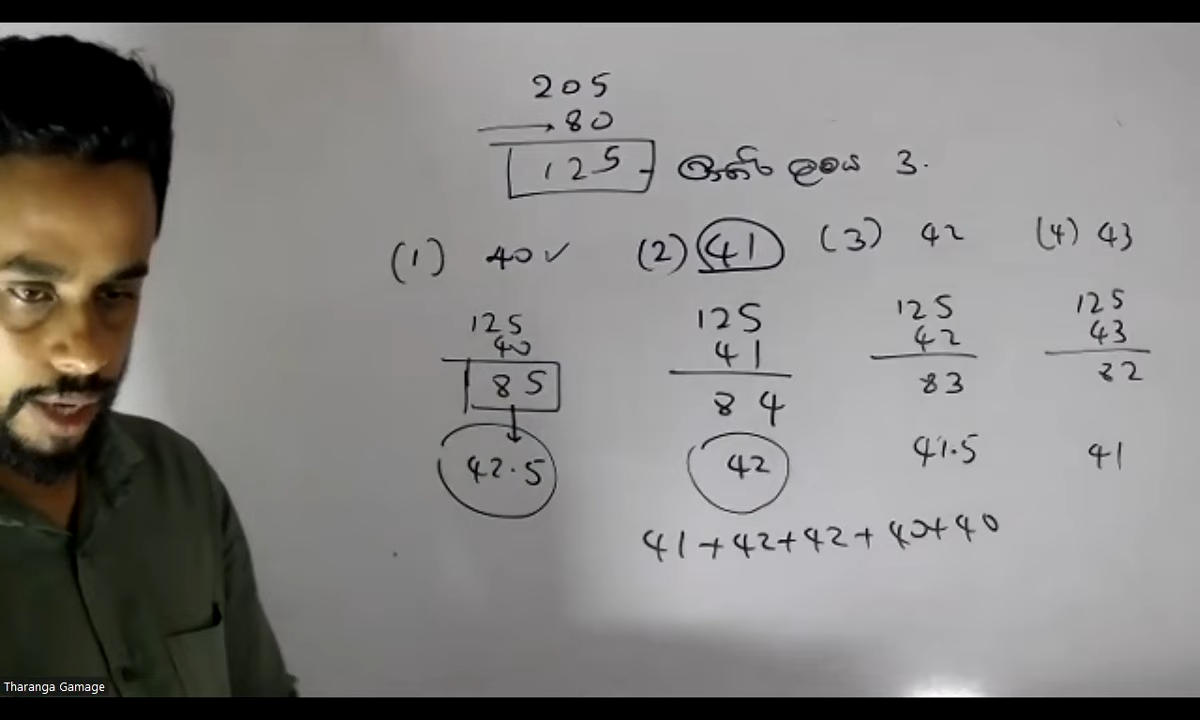 205
80
125 ඉතිරි ළමය 3.
(1) 40 ✓ (2) 41 (3) 42 (4) 43
125 125 125 125
40 41 42 43
85 84 83 82
42.5 42 41.5 41
41 + 42 + 42 + 40 + 40
Tharanga Gamage